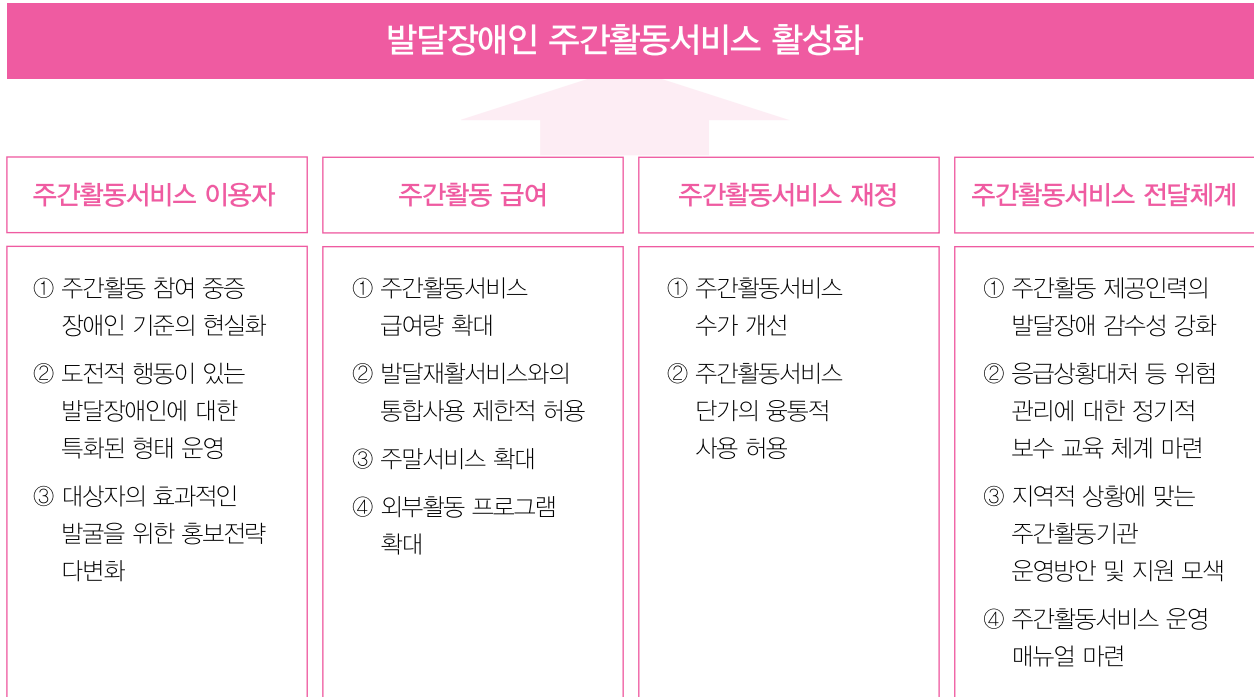 발달장애인 주간활동서비스 활성화
주간활동서비스 이용자
① 주간활동 참여 중증
장애인 기준의 현실화
② 도전적 행동이 있는
발달장애인에 대한
특화된 형태 운영
③ 대상자의 효과적인
발굴을 위한 홍보전략
다변화
주간활동 급여
① 주간활동서비스
급여량 확대
② 발달재활서비스와의
통합사용 제한적 허용
③ 주말서비스 확대
④ 외부활동 프로그램
확대
주간활동서비스 재정
① 주간활동서비스
수가 개선
② 주간활동서비스
단가의 융통적
사용 허용
주간활동서비스 전달체계
① 주간활동 제공인력의
발달장애 감수성 강화
② 응급상황대처 등 위험
관리에 대한 정기적
보수 교육 체계 마련
③ 지역적 상황에 맞는
주간활동기관
운영방안 및 지원 모색
④ 주간활동서비스 운영
매뉴얼 마련